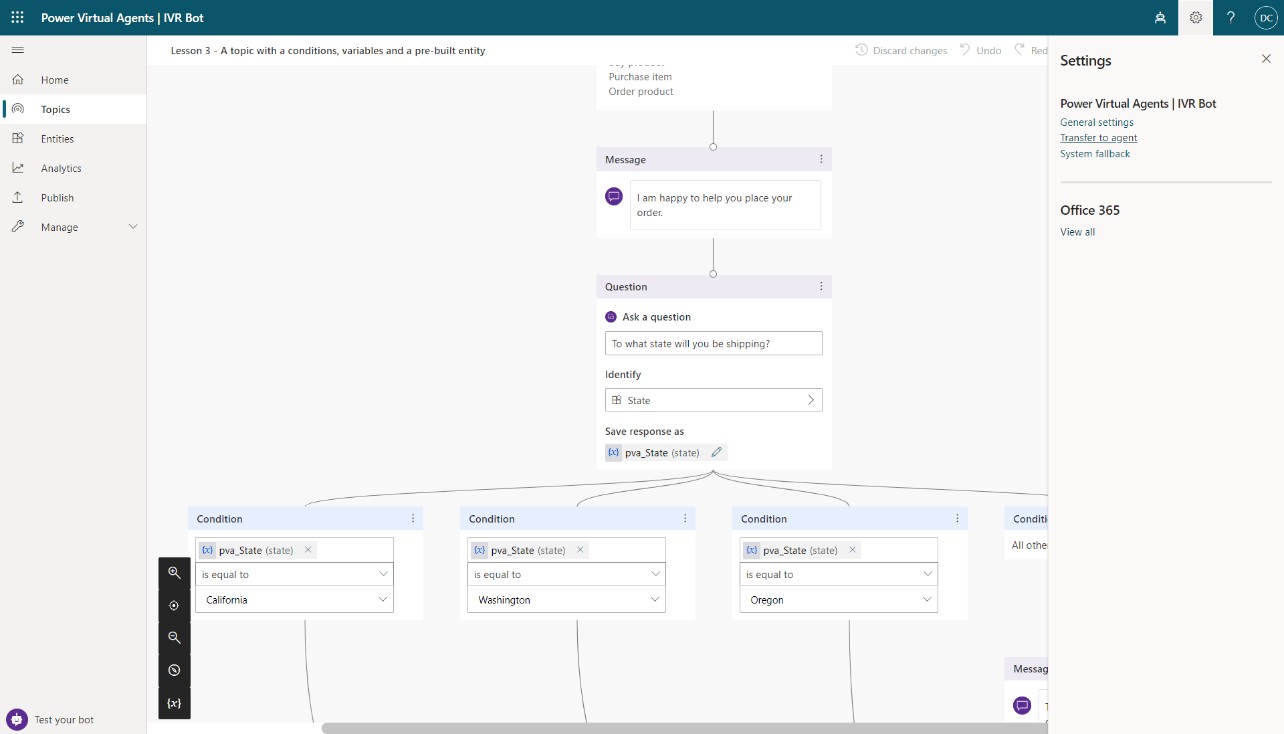 Power Virtual Agents | IVR Bot
DC
Lesson 3 - A topic with a conditions, variables and a pre-built entity
Discard changes
Undo
Red
Home
Topics
Entities
Analytics
Publish
Manage
Test your bot
Purchase item
Order product
Message
I am happy to help you place your
order.
Question
Ask a question
To what state will you be shipping?
Identify
State
Save response as
{x} pva_State (state)
Condition
{x} pva_State (state)
is equal to
California
Condition
{x} pva_State (state)
is equal to
Washington
Condition
{x} pva_State (state)
is equal to
Oregon
Conditi
All othe
Messag
{x}
Settings
Power Virtual Agents | IVR Bot
General settings
Transfer to agent
System fallback
Office 365
View all